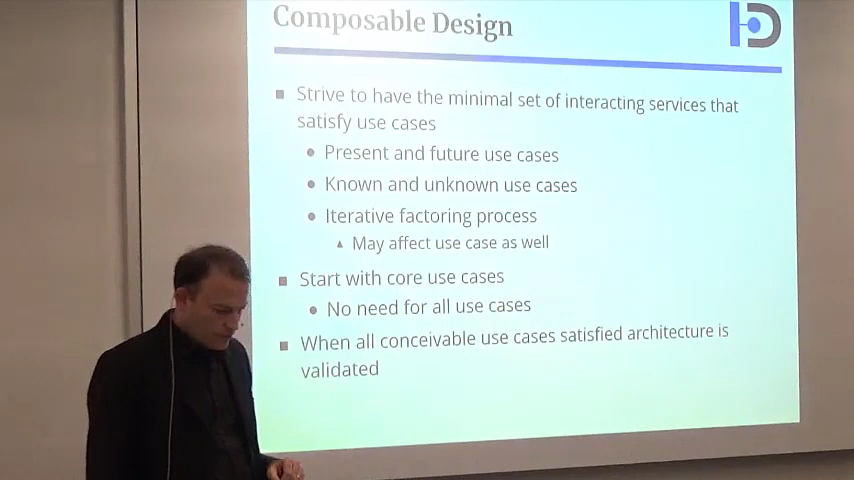 Composable Design
Strive to have the minimal set of interacting services that
satisfy use cases
Present and future use cases
Known and unknown use cases
Iterative factoring process
May affect use case as well
Start with core use cases
No need for all use cases
When all conceivable use cases satisfied architecture is
validated